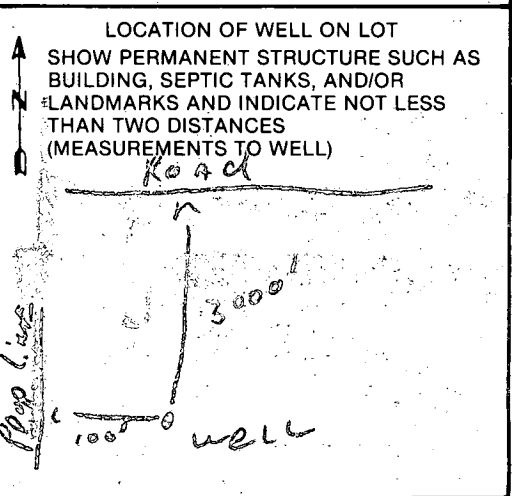 LOCATION OF WELL ON LOT
SHOW PERMANENT STRUCTURE SUCH AS
BUILDING, SEPTIC TANKS, AND/OR
LANDMARKS AND INDICATE NOT LESS
THAN TWO DISTANCES
(MEASUREMENTS TO WELL)
N
Road
3000'
Prop Line
100'
well